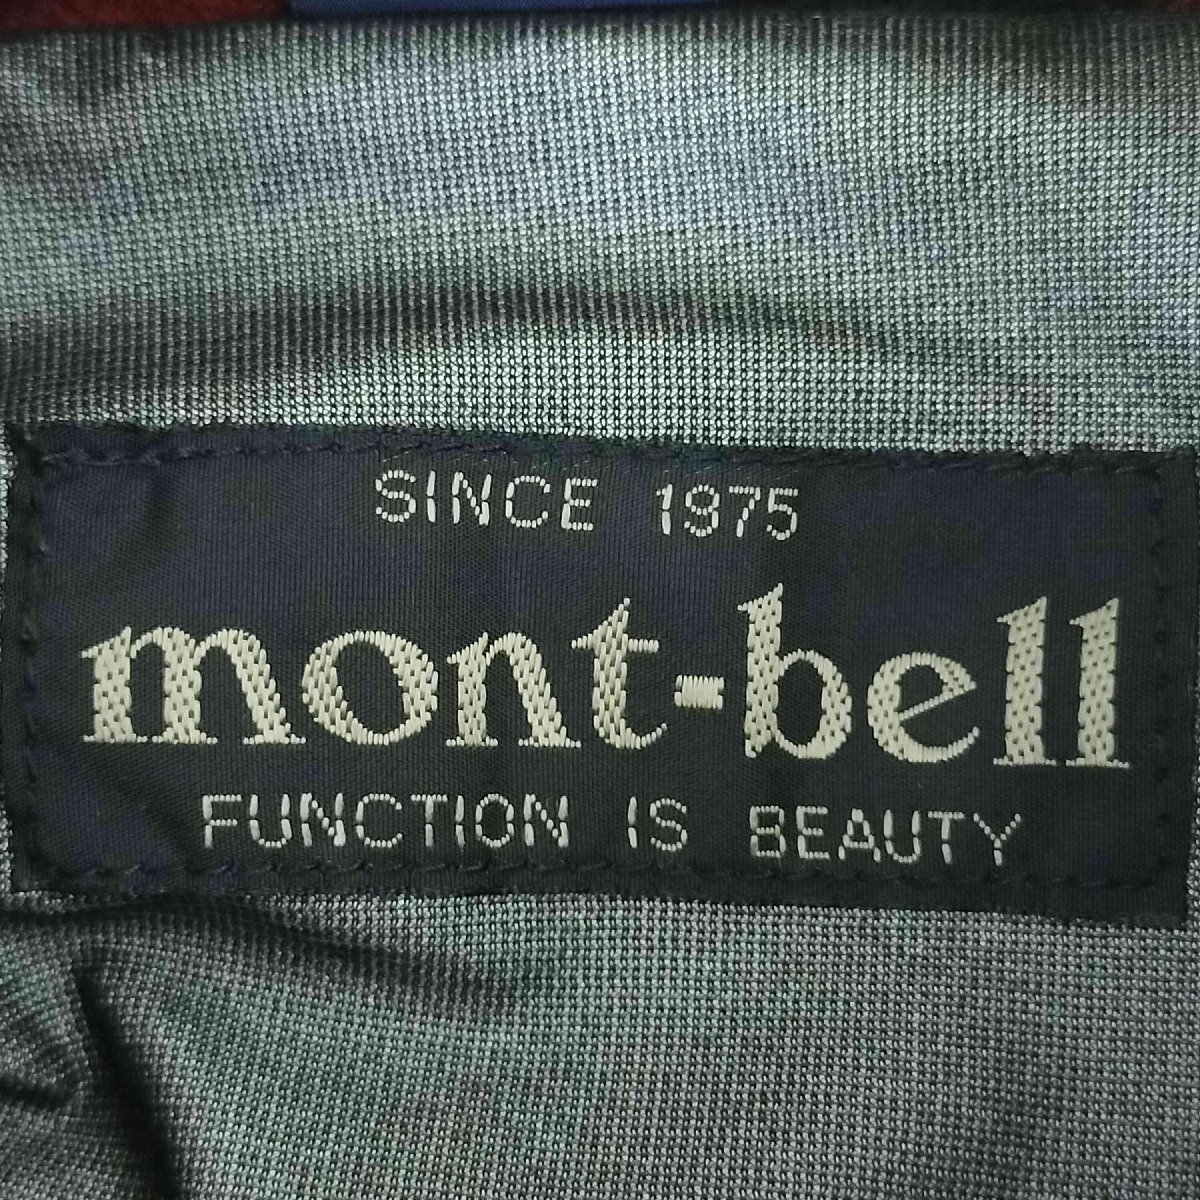 SINCE 1975
mont-bell
FUNCTION IS BEAUTY